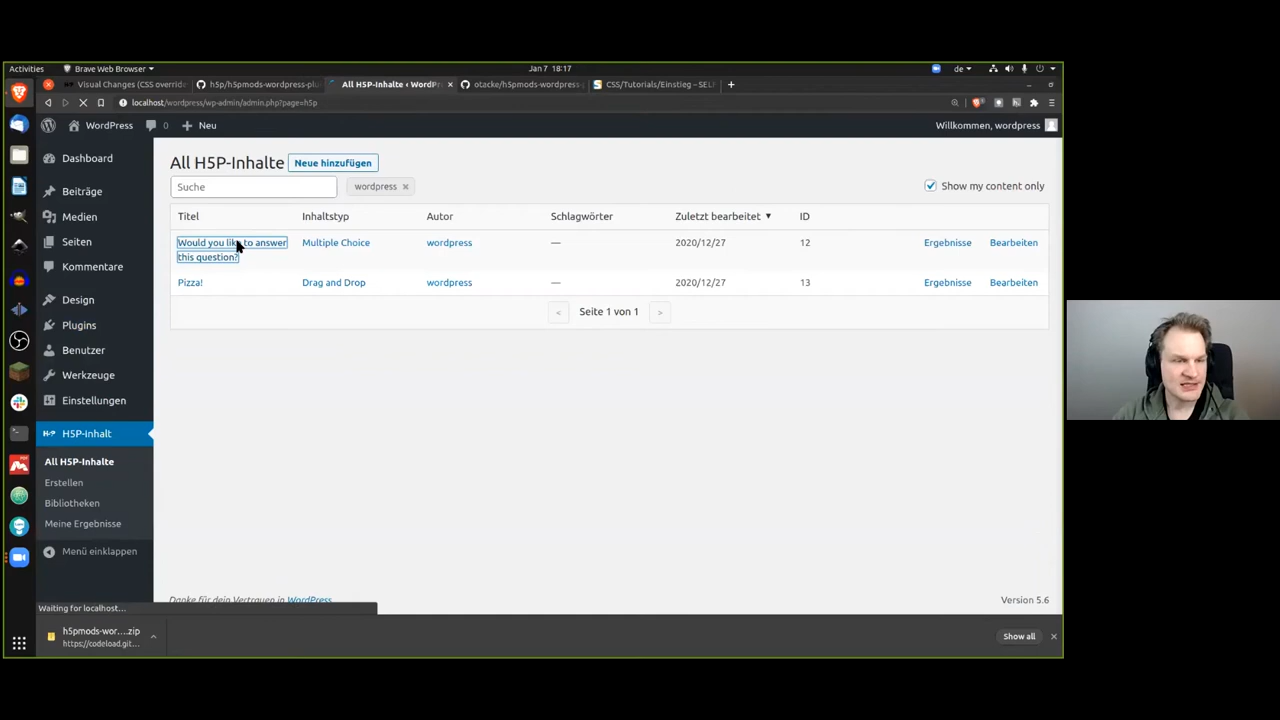 Activities
Brave Web Browser ▾
Jan 7 18:17
de ▾
Visual Changes (CSS overrid
h5p/h5pmods-wordpress-plu
All H5P-Inhalte ‹ WordPr
otacke/h5pmods-wordpress-
CSS/Tutorials/Einstieg – SEL
localhost/wordpress/wp-admin/admin.php?page=h5p
WordPress
0
Neu
Willkommen, wordpress
Dashboard
Beiträge
Medien
Seiten
Kommentare
Design
Plugins
Benutzer
Werkzeuge
Einstellungen
H5P-Inhalt
All H5P-Inhalte
Erstellen
Bibliotheken
Meine Ergebnisse
Menü einklappen
All H5P-Inhalte
Neue hinzufügen
Suche
wordpress
Show my content only
Titel Inhaltstyp Autor Schlagwörter Zuletzt bearbeitet ▼ ID
Would you like to answer Multiple Choice wordpress — 2020/12/27 12 Ergebnisse Bearbeiten
this question?
Pizza! Drag and Drop wordpress — 2020/12/27 13 Ergebnisse Bearbeiten
< Seite 1 von 1 >
Danke für dein Vertrauen in WordPress
Version 5.6
Waiting for localhost...
h5pmods-wor....zip
https://codeload.git...
Show all